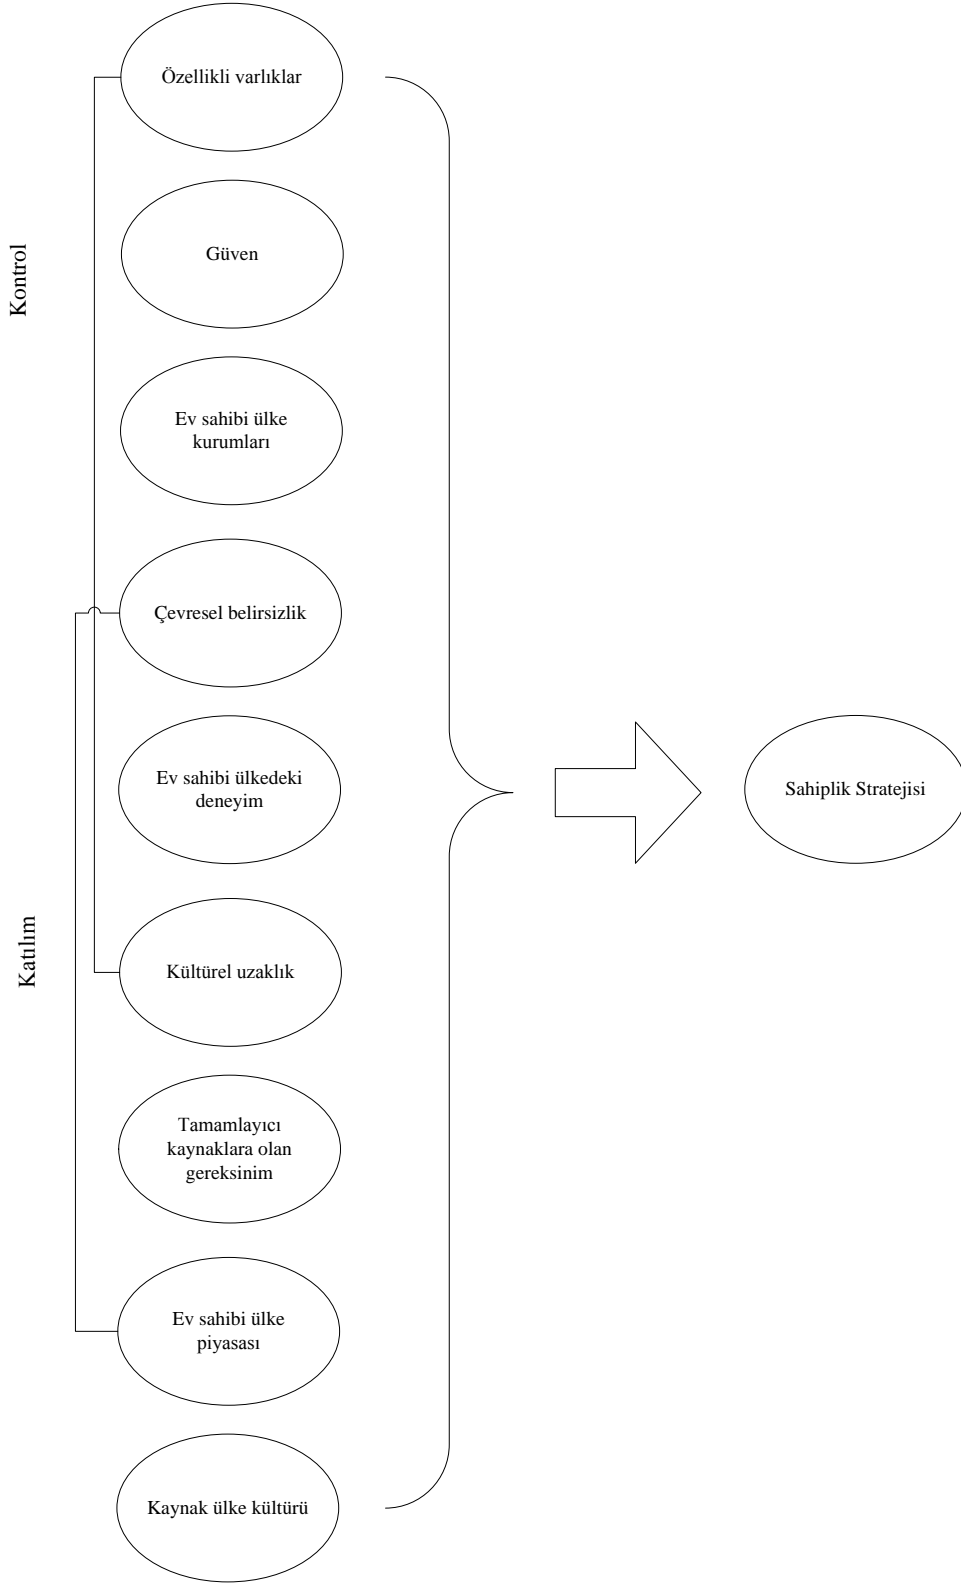 Kontrol
Katılım
Özellikli varlıklar
Güven
Ev sahibi ülke
kurumları
Çevresel belirsizlik
Ev sahibi ülkedeki
deneyim
Kültürel uzaklık
Tamamlayıcı
kaynaklara olan
gereksinim
Ev sahibi ülke
piyasası
Kaynak ülke kültürü
Sahiplik Stratejisi